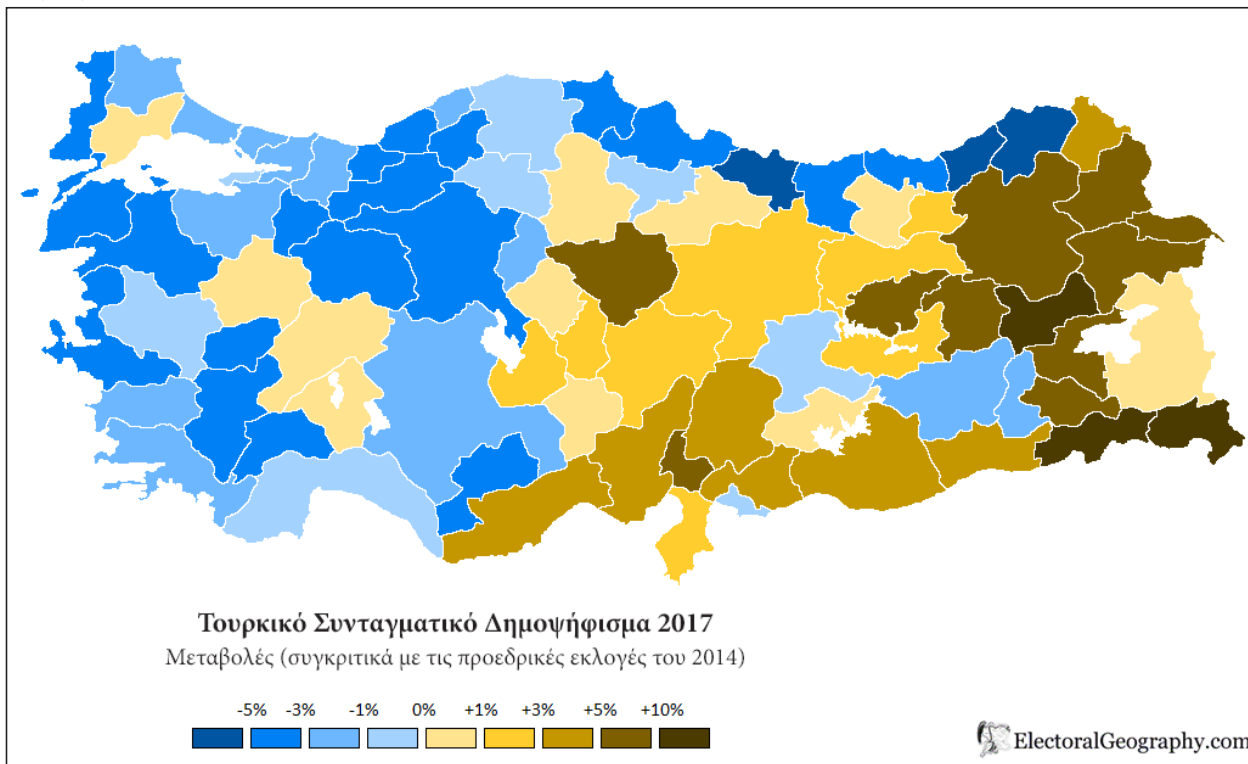 Τουρκικό Συνταγματικό Δημοψήφισμα 2017
Μεταβολές (συγκριτικά με τις προεδρικές εκλογές του 2014)
-5% -3% -1% 0% +1% +3% +5% +10%
ElectoralGeography.com